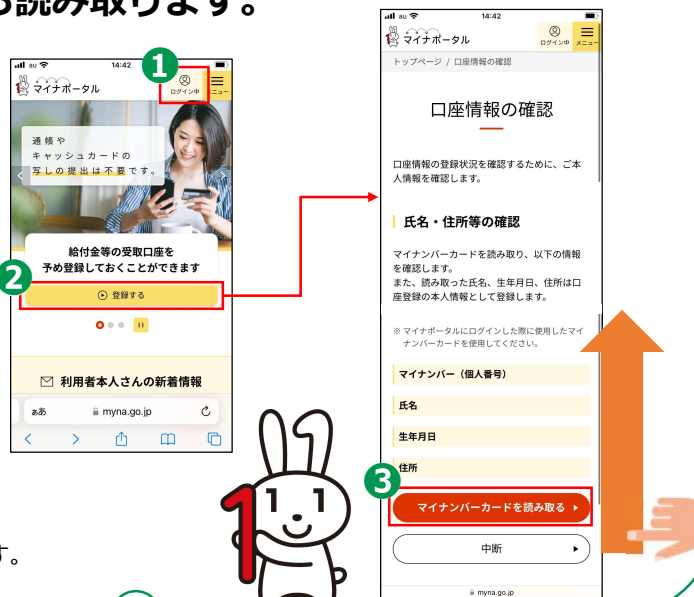 ら読み取ります。
au 14:42
マイナポータル
ログイン中
メニュー
1
通帳や
キャッシュカードの
写しの提出は不要です。
給付金等の受取口座を
予め登録しておくことができます
2
登録する
利用者本人さんの新着情報
ぁあ
myna.go.jp
au 14:42
マイナポータル
ログイン中
メニュー
トップページ / 口座情報の確認
口座情報の確認
口座情報の登録状況を確認するために、ご本
人情報を確認します。
氏名・住所等の確認
マイナンバーカードを読み取り、以下の情報
を確認します。
また、読み取った氏名、生年月日、住所は口
座登録の本人情報として登録します。
※ マイナポータルにログインした際に使用したマイ
ナンバーカードを使用してください。
マイナンバー（個人番号）
氏名
生年月日
住所
3
マイナンバーカードを読み取る
中断
myna.go.jp
1
す。